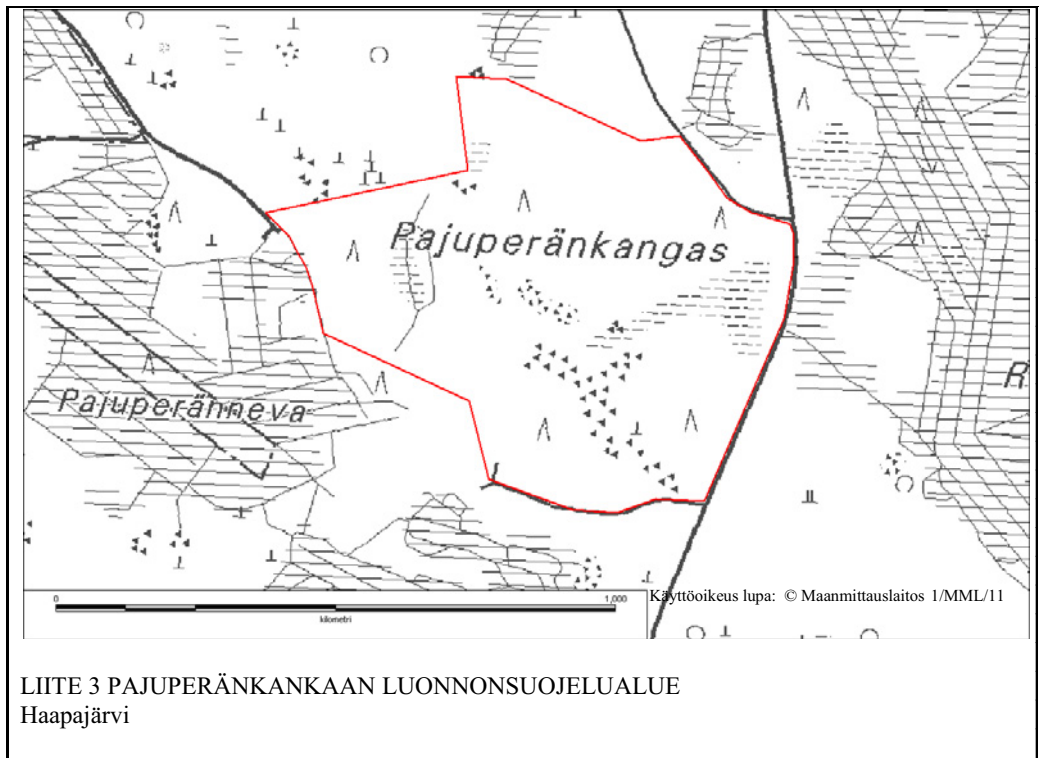 Pajuperänkangas
Pajuperänneva
R
0 1,000
kilometri
Käyttöoikeus lupa: © Maanmittauslaitos 1/MML/11
LIITE 3 PAJUPERÄNKANKAAN LUONNONSUOJELUALUE
Haapajärvi